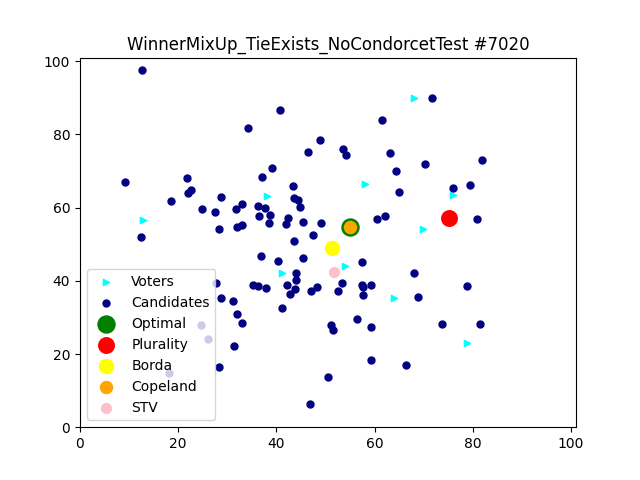 WinnerMixUp_TieExists_NoCondorcetTest #7020
100
80
60
40
20
0
Voters
Candidates
Optimal
Plurality
Borda
Copeland
STV
0 20 40 60 80 100